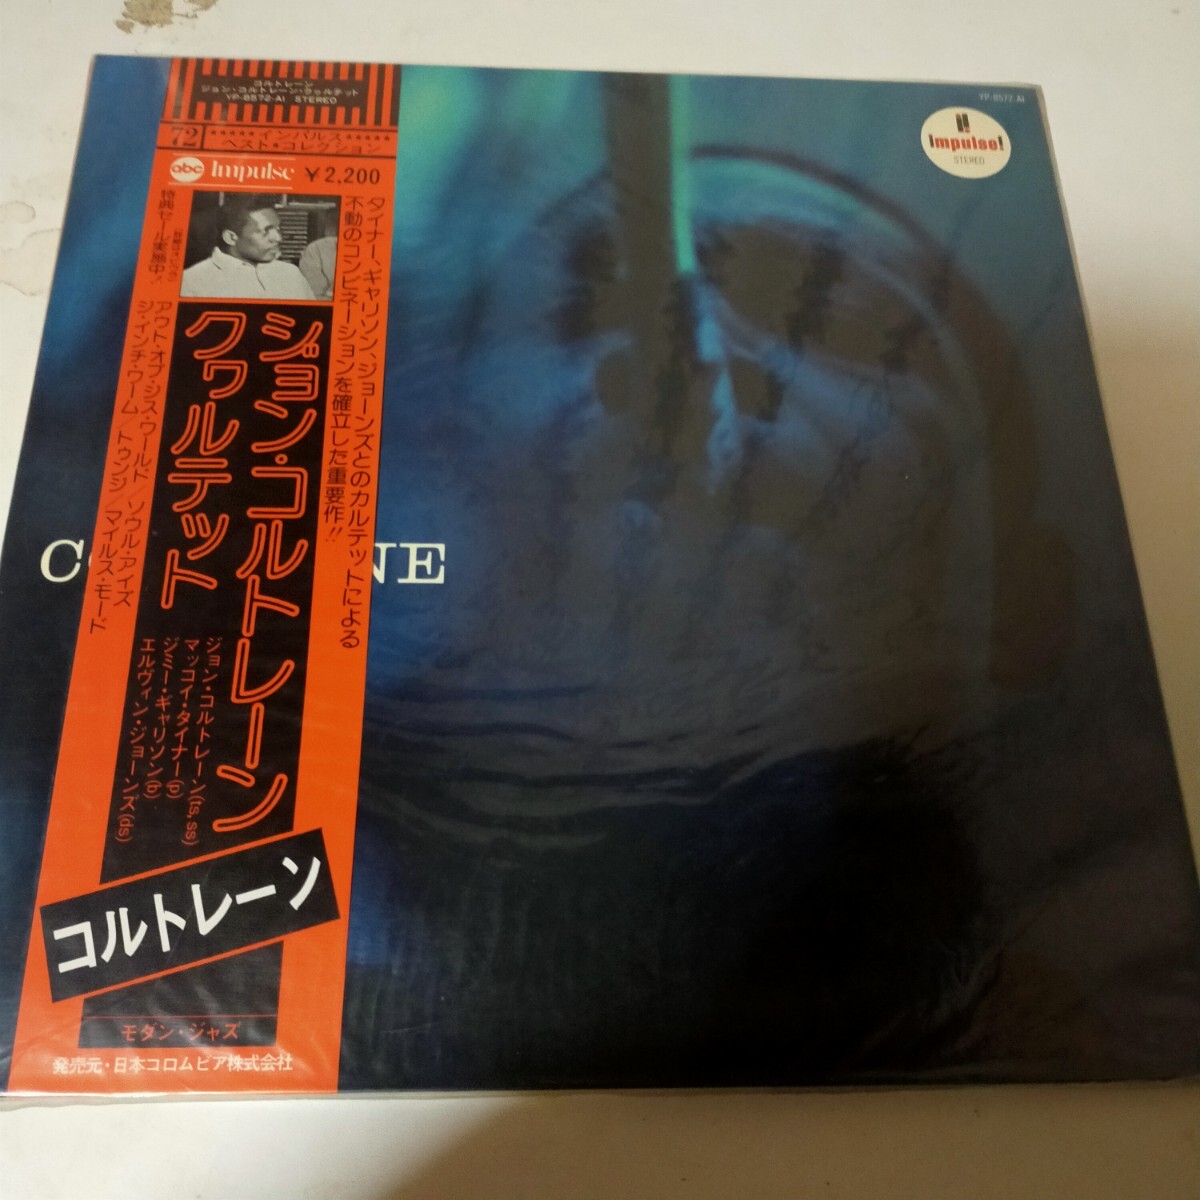 コルトレーン
ジョン・コルトレーン・クヮルテット
YP-8572-AI STEREO
72
★★★★★インパルス★★★★★
ベスト・コレクション
abc Impulse ￥2,200
特典セール実施中!
タイナー、ギャリソン、ジョーンズとのカルテットによる
不動のコンビネーションを確立した重要作!!
ジョン・コルトレーン
クヮルテット
アウト・オブ・ジス・ワールド/ソウル・アイズ
ジ・インチ・ワーム/トゥンジ/マイルス・モード
ジョン・コルトレーン(ts,ss)
マッコイ・タイナー(p)
ジミー・ギャリソン(b)
エルヴィン・ジョーンズ(ds)
コルトレーン
モダン・ジャズ
発売元・日本コロムビア株式会社
YP-8572-AI
Impulse!
STEREO
CO
NE